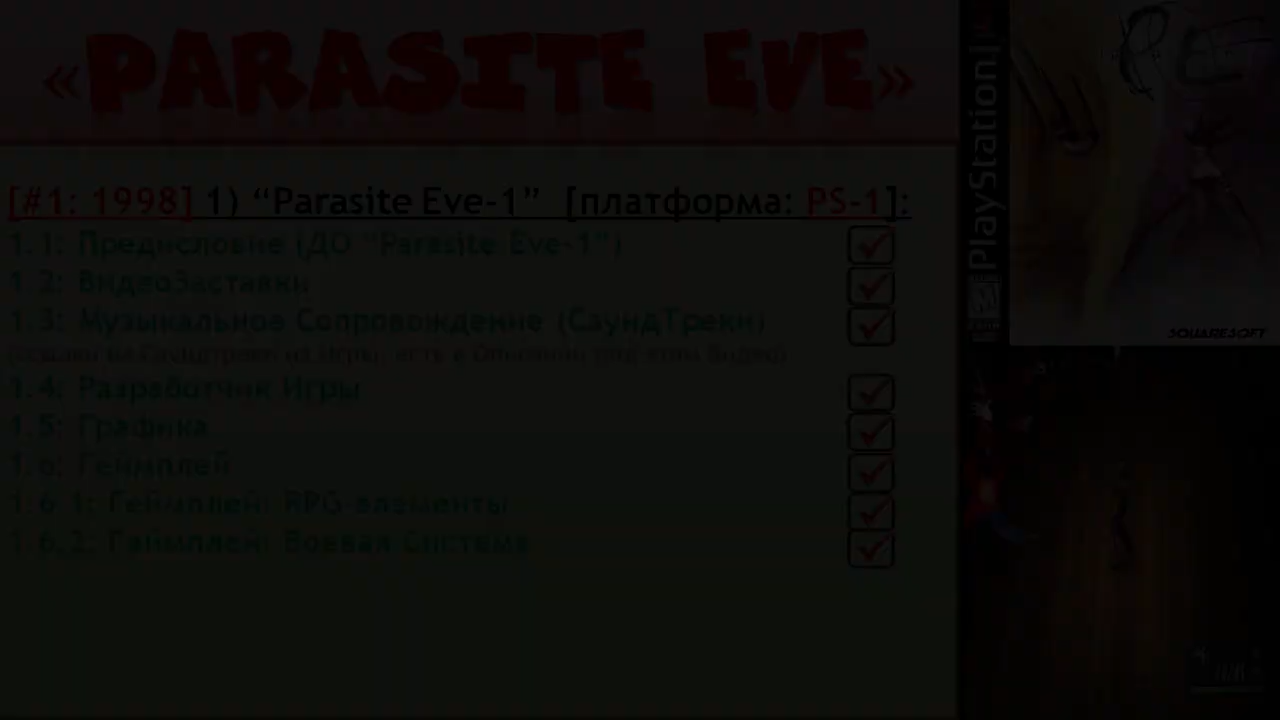 «PARASITE EVE»
[#1: 1998] 1) “Parasite Eve-1” [платформа: PS-1]:
1.1: Предисловие (ДО “Parasite Eve-1”)
1.2: ВидеоЗаставки
1.3: Музыкальное Сопровождение (СаундТреки)
1.4: Разработчик Игры
1.5: Графика
1.6: Геймплей
1.6.1: Геймплей: RPG-элементы
1.6.2: Геймплей: Боевая Система
PlayStation
SQUARESOFT